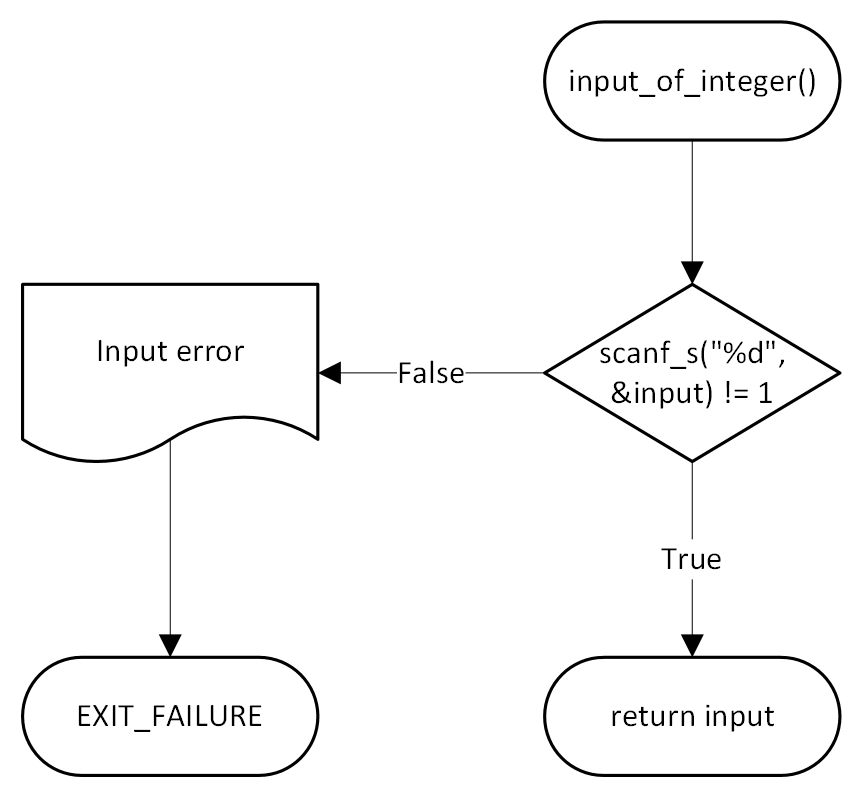 input_of_integer()
scanf_s("%d",
&input) != 1
False
Input error
True
EXIT_FAILURE
return input